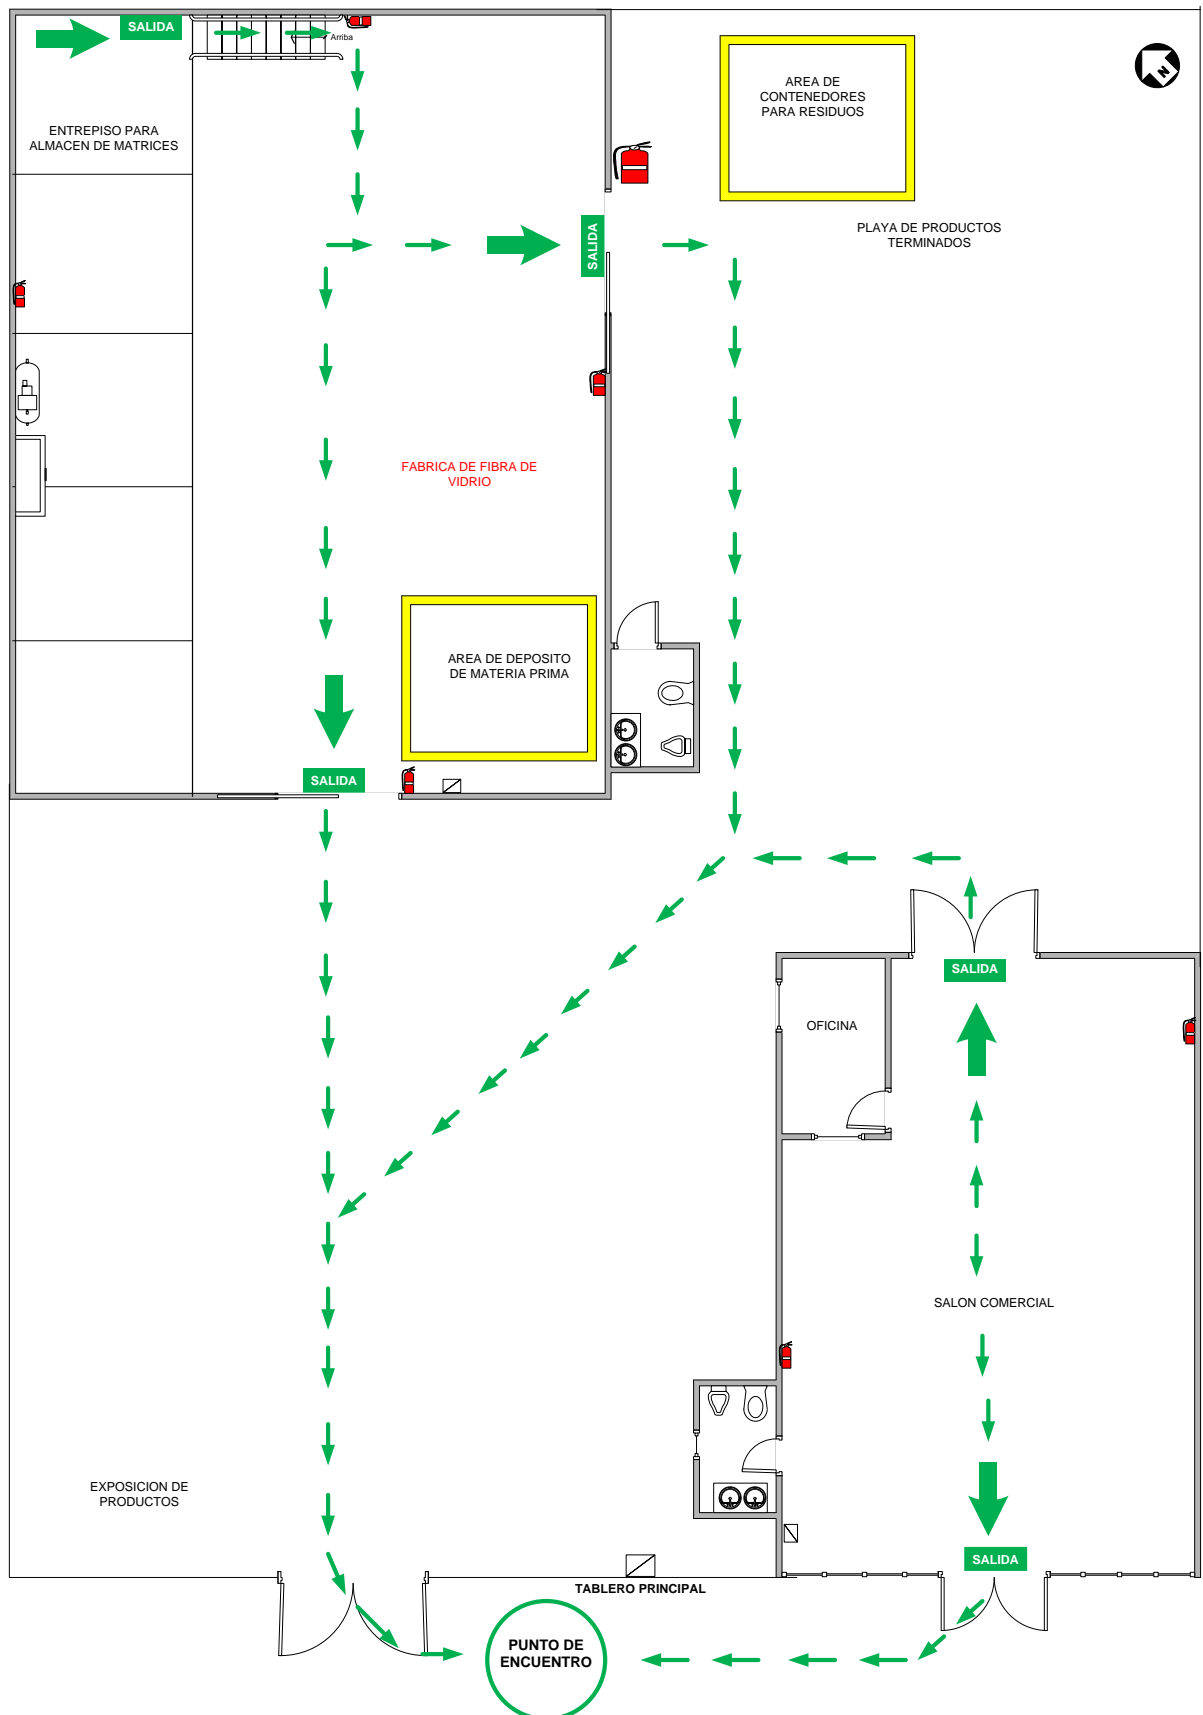 SALIDA
Arriba
ENTREPISO PARA
ALMACEN DE MATRICES
AREA DE
CONTENEDORES
PARA RESIDUOS
N
SALIDA
PLAYA DE PRODUCTOS
TERMINADOS
FABRICA DE FIBRA DE
VIDRIO
AREA DE DEPOSITO
DE MATERIA PRIMA
SALIDA
SALIDA
OFICINA
SALON COMERCIAL
EXPOSICION DE
PRODUCTOS
SALIDA
TABLERO PRINCIPAL
PUNTO DE
ENCUENTRO